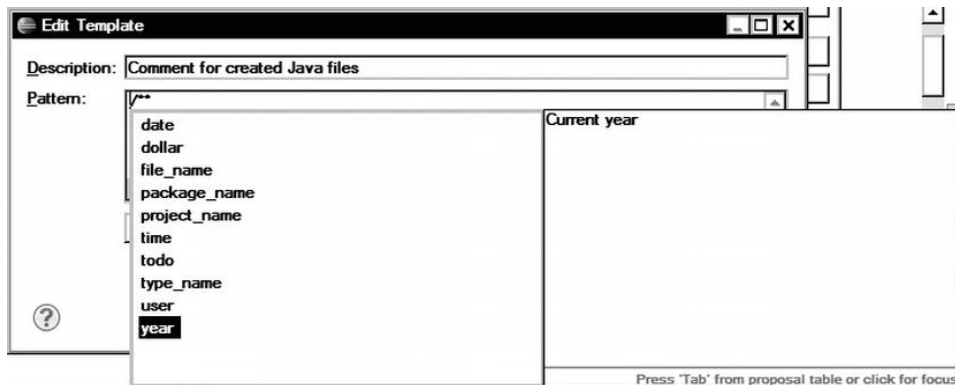 Edit Template
Description: Comment for created Java files
Pattern: /**
date
dollar
file_name
package_name
project_name
time
todo
type_name
user
year
Current year
Press 'Tab' from proposal table or click for focus